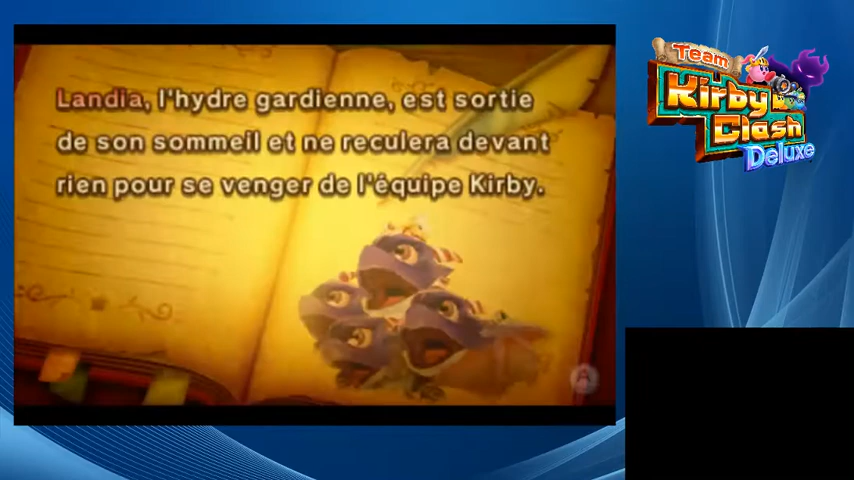 Landia, l'hydre gardienne, est sortie
de son sommeil et ne reculera devant
rien pour se venger de l'équipe Kirby.
A
Team
Kirby
Clash
Deluxe